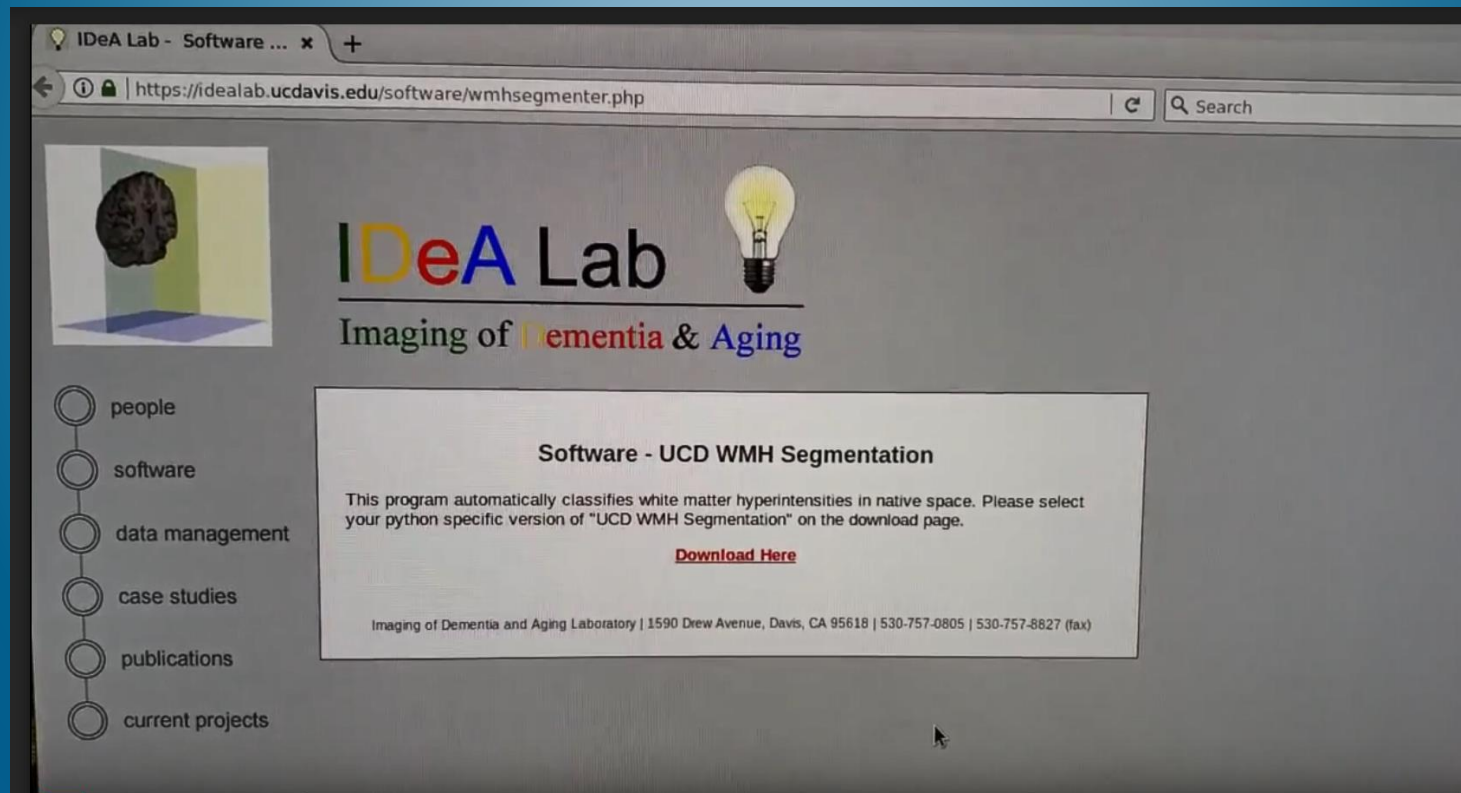 IDeA Lab - Software ...
https://idealab.ucdavis.edu/software/wmhsegmenter.php
Search
IDeA Lab
Imaging of Dementia & Aging
people
software
data management
case studies
publications
current projects
Software - UCD WMH Segmentation
This program automatically classifies white matter hyperintensities in native space. Please select
your python specific version of "UCD WMH Segmentation" on the download page.
Download Here
Imaging of Dementia and Aging Laboratory | 1590 Drew Avenue, Davis, CA 95618 | 530-757-0805 | 530-757-8827 (fax)